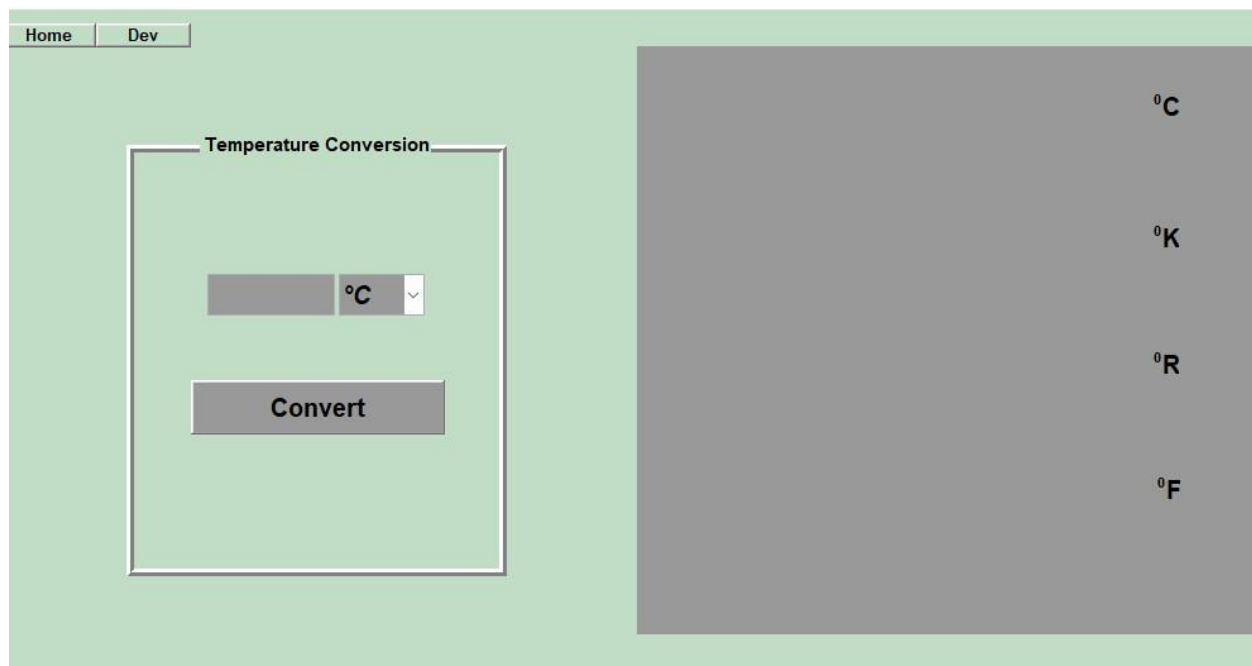 Home Dev
Temperature Conversion
°C
Convert
⁰C
⁰K
⁰R
⁰F